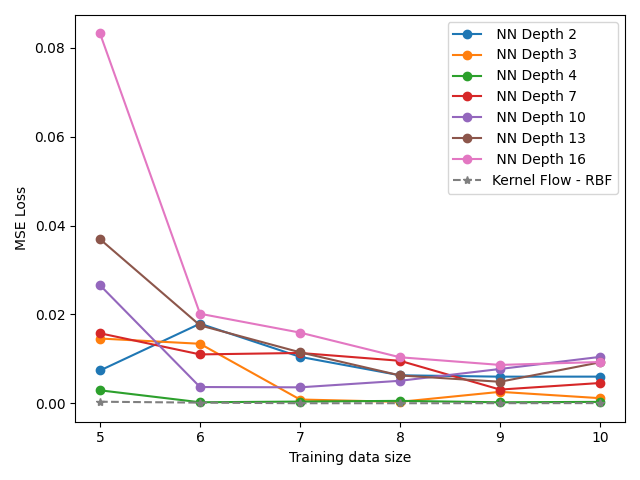 NN Depth 2
NN Depth 3
NN Depth 4
NN Depth 7
NN Depth 10
NN Depth 13
NN Depth 16
Kernel Flow - RBF
MSE Loss
0.08
0.06
0.04
0.02
0.00
5 6 7 8 9 10
Training data size